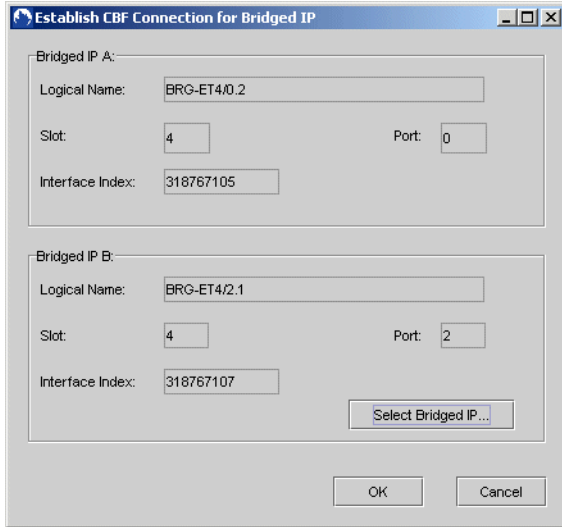 Establish CBF Connection for Bridged IP
Bridged IP A:
Logical Name: BRG-ET4/0.2
Slot: 4 Port: 0
Interface Index: 318767105
Bridged IP B:
Logical Name: BRG-ET4/2.1
Slot: 4 Port: 2
Interface Index: 318767107
Select Bridged IP...
OK Cancel